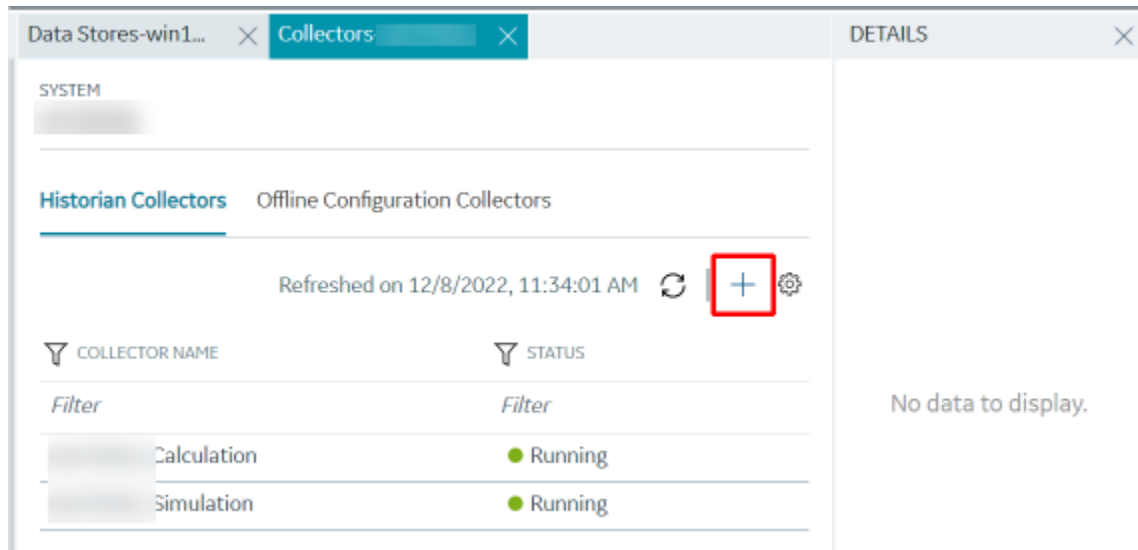 Data Stores-win1... Collectors- DETAILS
SYSTEM
Historian Collectors Offline Configuration Collectors
Refreshed on 12/8/2022, 11:34:01 AM
COLLECTOR NAME STATUS
Filter Filter
No data to display.
Calculation Running
Simulation Running